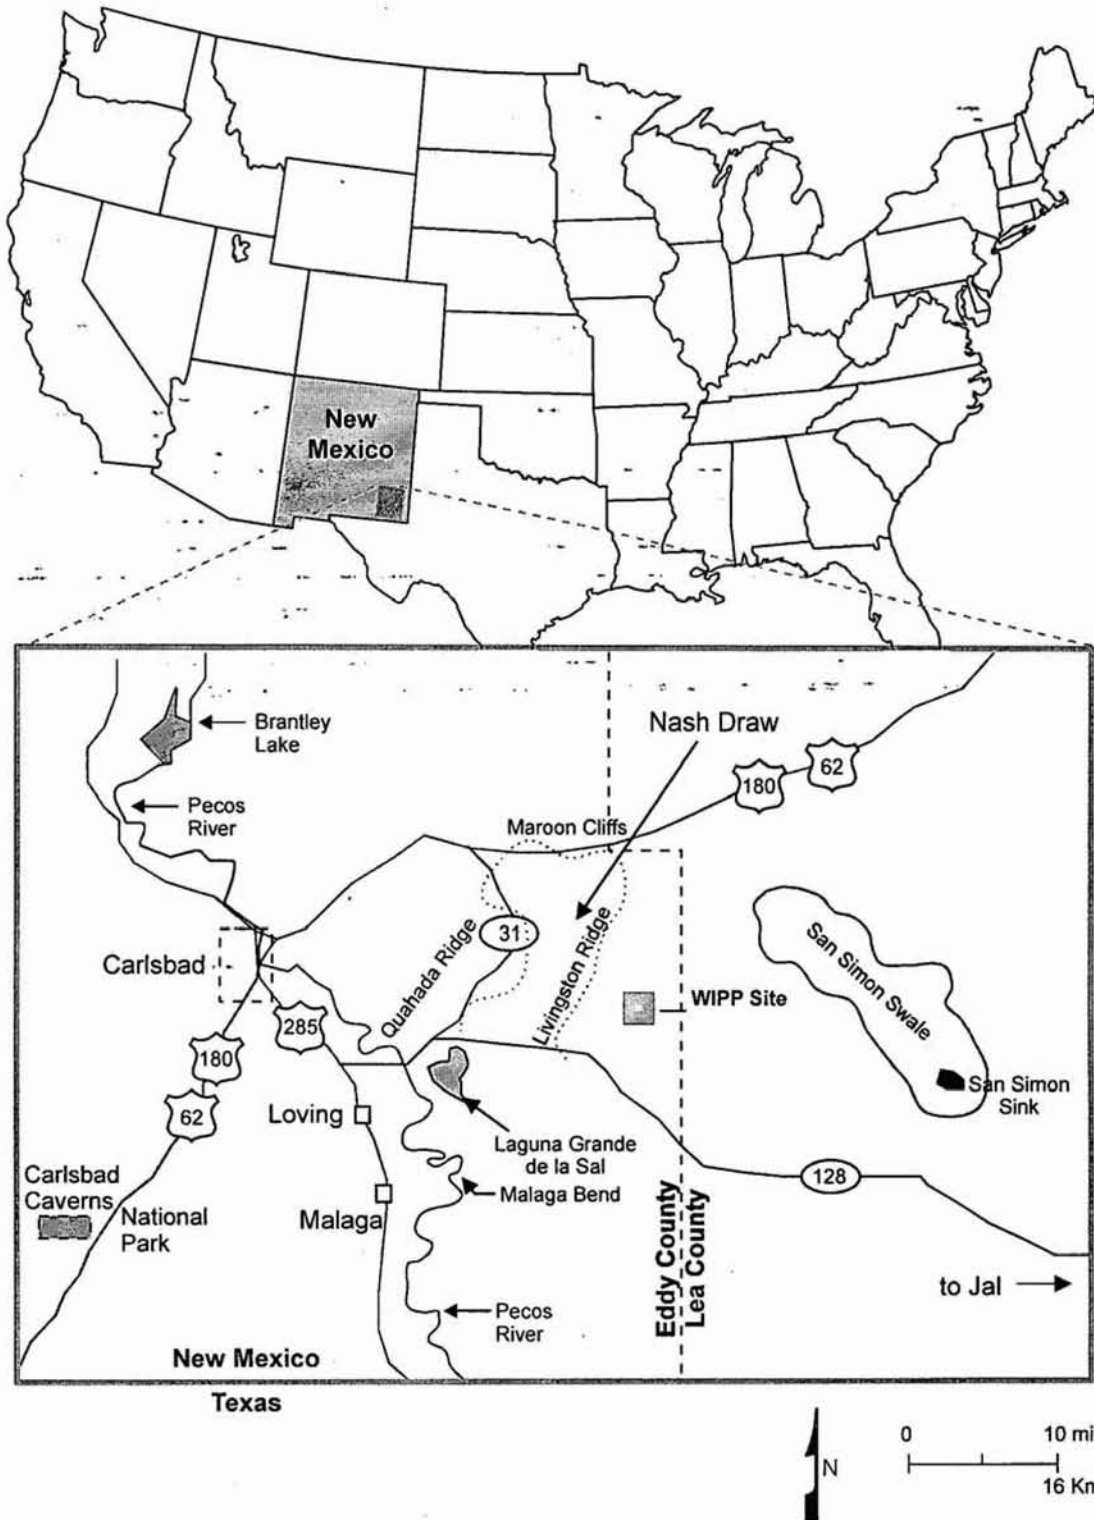 New
Mexico
Brantley
Lake
Nash Draw
62
180
Pecos
River
Maroon Cliffs
31
Quahada Ridge
Livingston Ridge
San Simon Swale
Carlsbad
WIPP Site
285
180
62
San Simon
Sink
Loving
Laguna Grande
de la Sal
Malaga Bend
128
Carlsbad
Caverns
National
Park
Malaga
Eddy County
Lea County
to Jal
Pecos
River
New Mexico
Texas
N
0 10 mi
16 Km